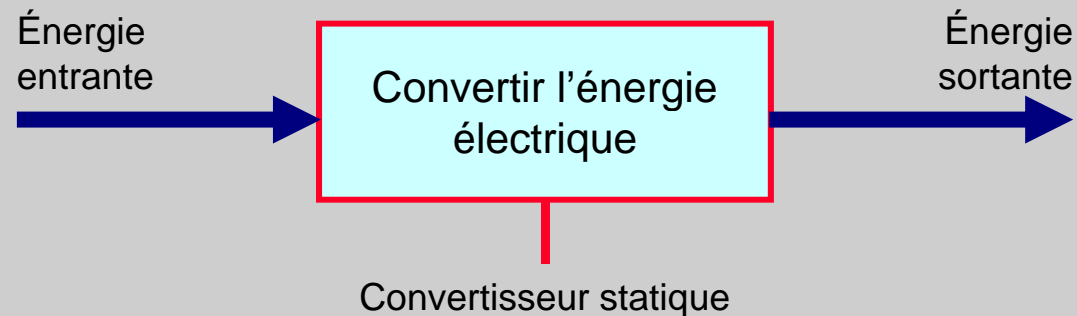 Énergie
entrante
Convertir l’énergie
électrique
Énergie
sortante
Convertisseur statique